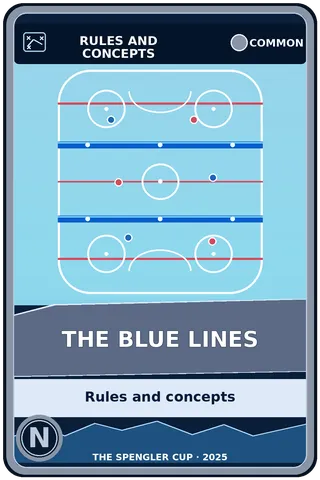 RULES AND
CONCEPTS
COMMON
THE BLUE LINES
Rules and concepts
N
THE SPENGLER CUP · 2025